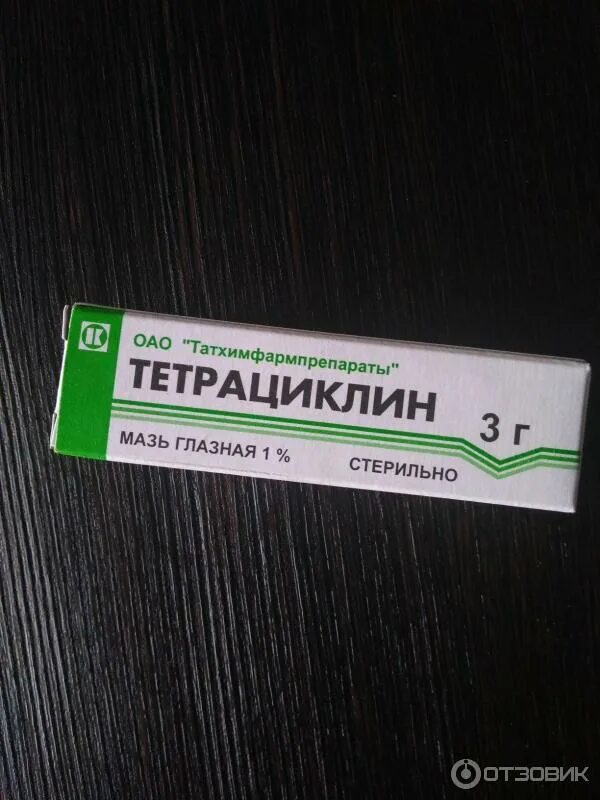 ОАО "Татхимфармпрепараты"
ТЕТРАЦИКЛИН
3 г
МАЗЬ ГЛАЗНАЯ 1 %
СТЕРИЛЬНО
ОТЗОВИК